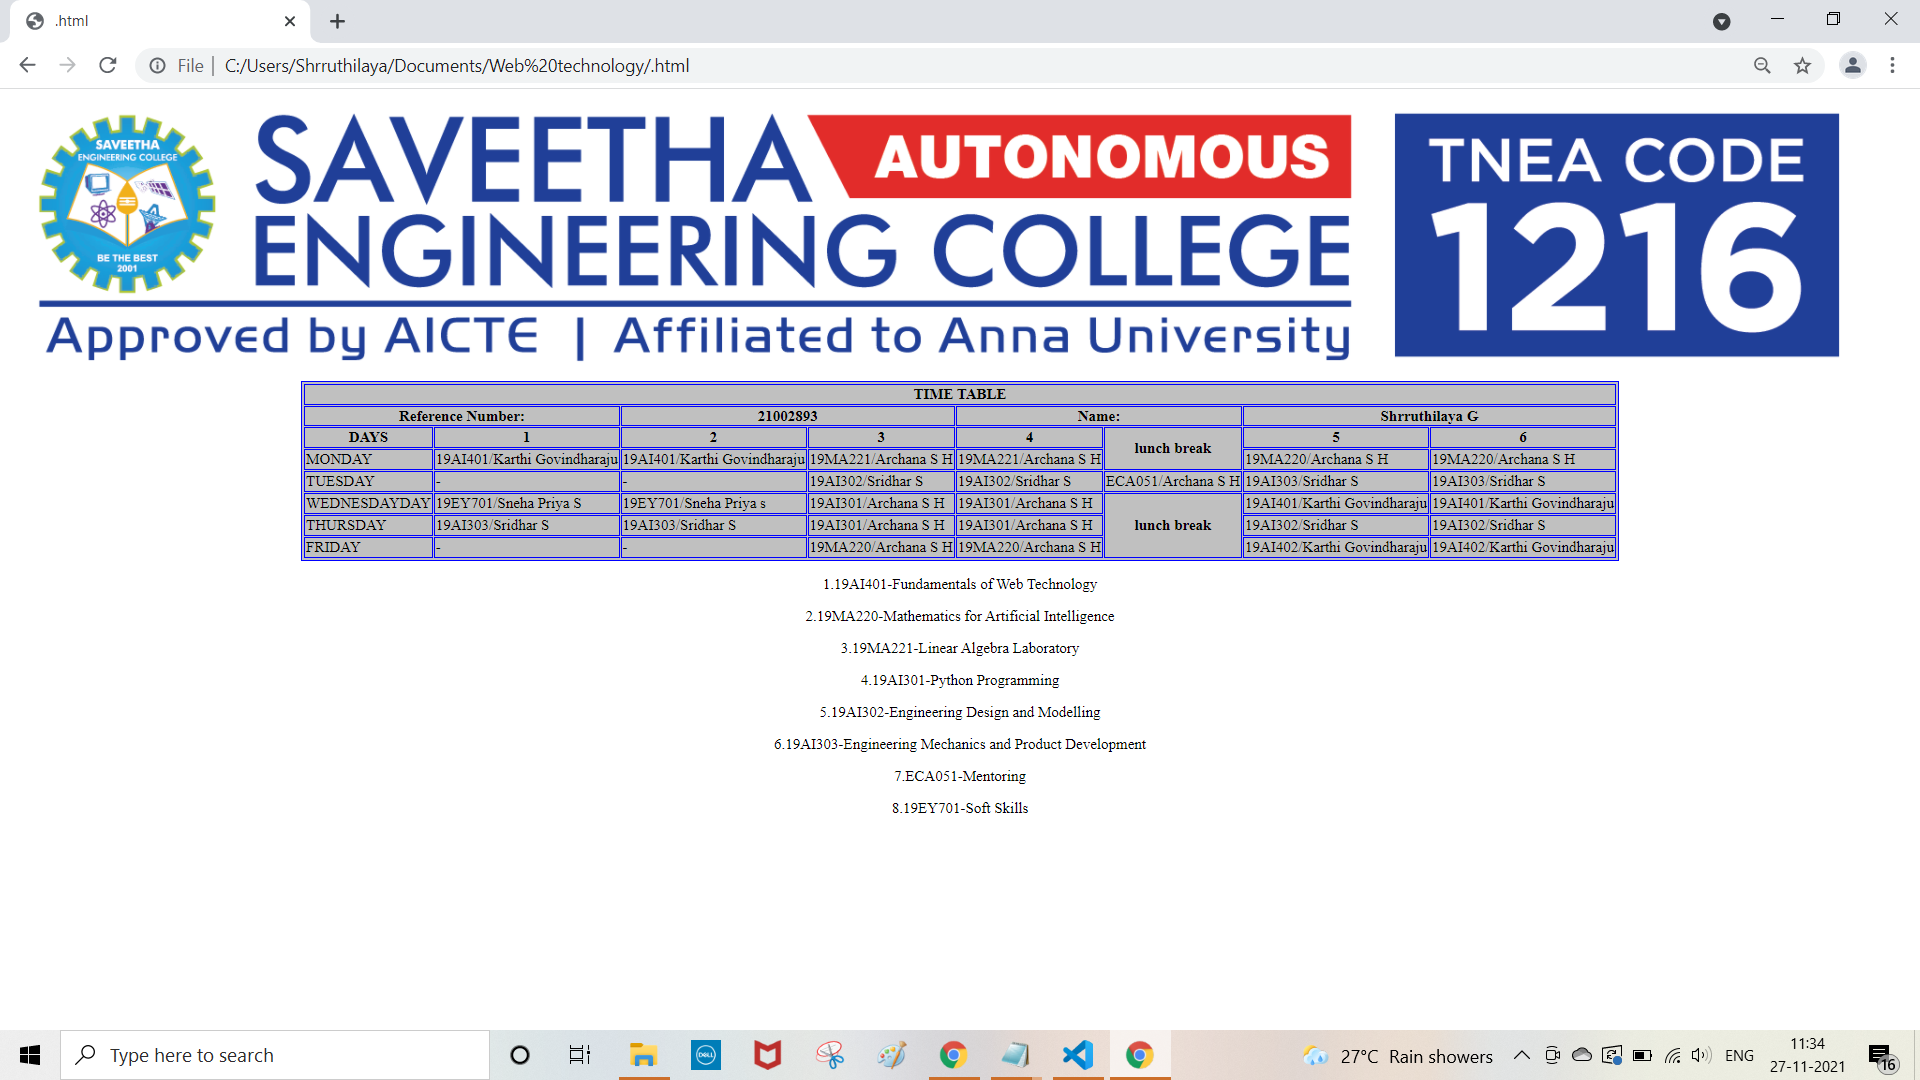 .html
File | C:/Users/Shrruthilaya/Documents/Web%20technology/.html
SAVEETHA
ENGINEERING COLLEGE
BE THE BEST
2001
SAVEETHA AUTONOMOUS
ENGINEERING COLLEGE
Approved by AICTE | Affiliated to Anna University
TNEA CODE
1216
TIME TABLE
Reference Number: 21002893 Name: Shrruthilaya G
DAYS 1 2 3 4 lunch break 5 6
MONDAY 19AI401/Karthi Govindharaju 19AI401/Karthi Govindharaju 19MA221/Archana S H 19MA221/Archana S H 19MA220/Archana S H 19MA220/Archana S H
TUESDAY - - 19AI302/Sridhar S 19AI302/Sridhar S ECA051/Archana S H 19AI303/Sridhar S 19AI303/Sridhar S
WEDNESDAYDAY 19EY701/Sneha Priya S 19EY701/Sneha Priya s 19AI301/Archana S H 19AI301/Archana S H lunch break 19AI401/Karthi Govindharaju 19AI401/Karthi Govindharaju
THURSDAY 19AI303/Sridhar S 19AI303/Sridhar S 19AI301/Archana S H 19AI301/Archana S H 19AI302/Sridhar S 19AI302/Sridhar S
FRIDAY - - 19MA220/Archana S H 19MA220/Archana S H 19AI402/Karthi Govindharaju 19AI402/Karthi Govindharaju
1.19AI401-Fundamentals of Web Technology
2.19MA220-Mathematics for Artificial Intelligence
3.19MA221-Linear Algebra Laboratory
4.19AI301-Python Programming
5.19AI302-Engineering Design and Modelling
6.19AI303-Engineering Mechanics and Product Development
7.ECA051-Mentoring
8.19EY701-Soft Skills
Type here to search
DELL
27°C Rain showers
ENG
11:34
27-11-2021
16